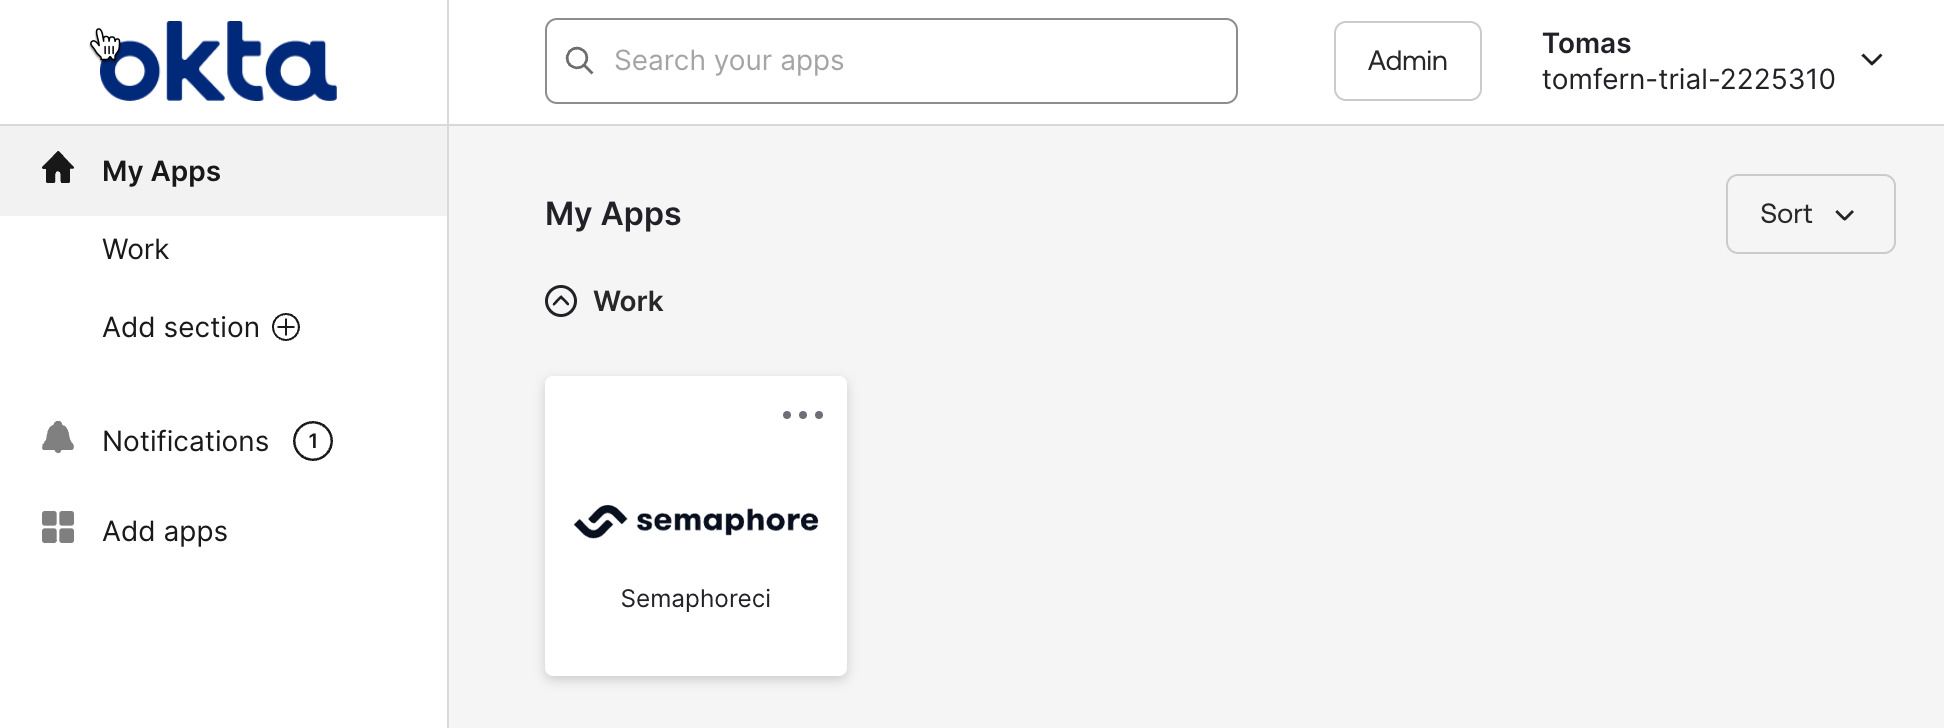 okta
Search your apps
Admin
Tomas
tomfern-trial-2225310
My Apps
Work
Add section
Notifications 1
Add apps
My Apps
Sort
Work
semaphore
Semaphoreci